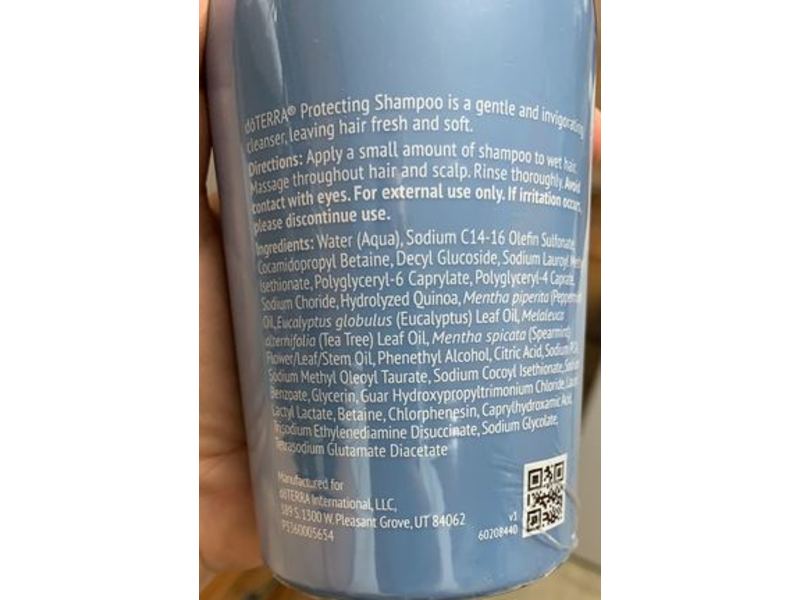 dōTERRA® Protecting Shampoo is a gentle and invigorating
cleanser, leaving hair fresh and soft.
Directions: Apply a small amount of shampoo to wet hair.
Massage throughout hair and scalp. Rinse thoroughly. Avoid
contact with eyes. For external use only. If irritation occurs,
please discontinue use.
Ingredients: Water (Aqua), Sodium C14-16 Olefin Sulfonate,
Cocamidopropyl Betaine, Decyl Glucoside, Sodium Lauroyl
Isethionate, Polyglyceryl-6 Caprylate, Polyglyceryl-4 Caprate,
Sodium Choride, Hydrolyzed Quinoa, Mentha piperita (Peppermint)
Oil, Eucalyptus globulus (Eucalyptus) Leaf Oil, Melaleuca
alternifolia (Tea Tree) Leaf Oil, Mentha spicata (Spearmint)
Flower/Leaf/Stem Oil, Phenethyl Alcohol, Citric Acid, Sodium PCA,
Sodium Methyl Oleoyl Taurate, Sodium Cocoyl Isethionate, Sodium
Benzoate, Glycerin, Guar Hydroxypropyltrimonium Chloride,
Lactyl Lactate, Betaine, Chlorphenesin, Caprylhydroxamic Acid,
Trisodium Ethylenediamine Disuccinate, Sodium Glycolate,
Tetrasodium Glutamate Diacetate
Manufactured for
dōTERRA International, LLC,
389 S. 1300 W. Pleasant Grove, UT 84062
PS360005654
v1
60208440